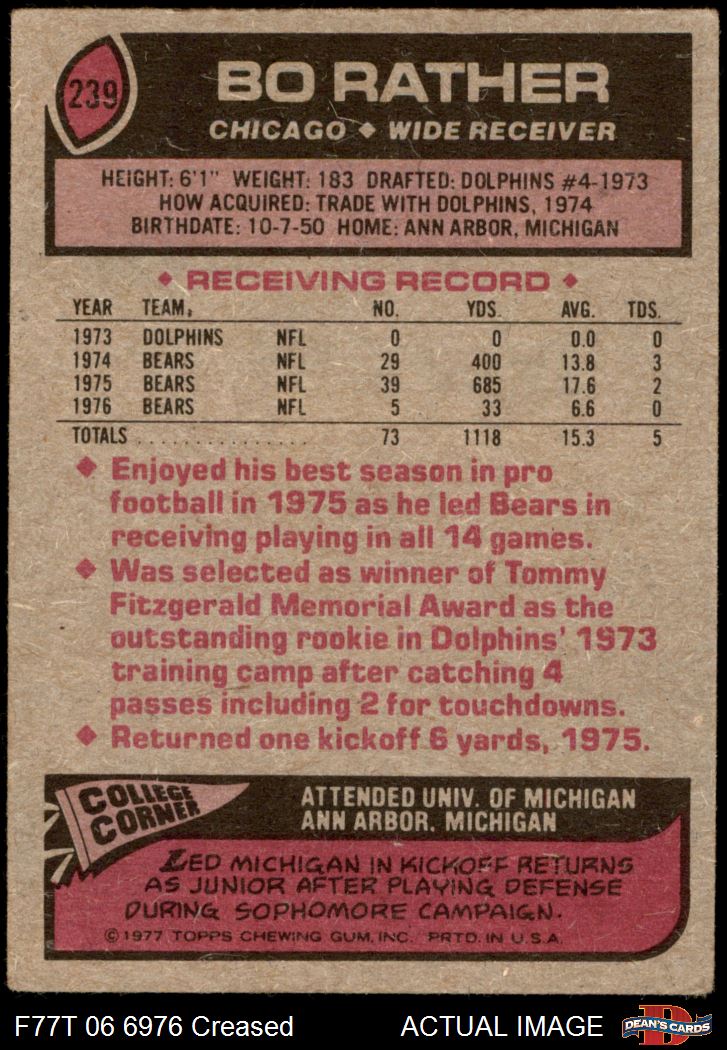 239
BO RATHER
CHICAGO ◆ WIDE RECEIVER
HEIGHT: 6'1" WEIGHT: 183 DRAFTED: DOLPHINS #4-1973
HOW ACQUIRED: TRADE WITH DOLPHINS, 1974
BIRTHDATE: 10-7-50 HOME: ANN ARBOR, MICHIGAN
◆ RECEIVING RECORD ◆
YEAR TEAM, NO. YDS. AVG. TDS.
1973 DOLPHINS NFL 0 0 0.0 0
1974 BEARS NFL 29 400 13.8 3
1975 BEARS NFL 39 685 17.6 2
1976 BEARS NFL 5 33 6.6 0
TOTALS ................ 73 1118 15.3 5
◆ Enjoyed his best season in pro
football in 1975 as he led Bears in
receiving playing in all 14 games.
◆ Was selected as winner of Tommy
Fitzgerald Memorial Award as the
outstanding rookie in Dolphins' 1973
training camp after catching 4
passes including 2 for touchdowns.
◆ Returned one kickoff 6 yards, 1975.
COLLEGE
CORNER
ATTENDED UNIV. OF MICHIGAN
ANN ARBOR, MICHIGAN
LED MICHIGAN IN KICKOFF RETURNS
AS JUNIOR AFTER PLAYING DEFENSE
DURING SOPHOMORE CAMPAIGN.
© 1977 TOPPS CHEWING GUM, INC. PRTD. IN U.S.A.
F77T 06 6976 Creased ACTUAL IMAGE
D
DEAN'S CARDS